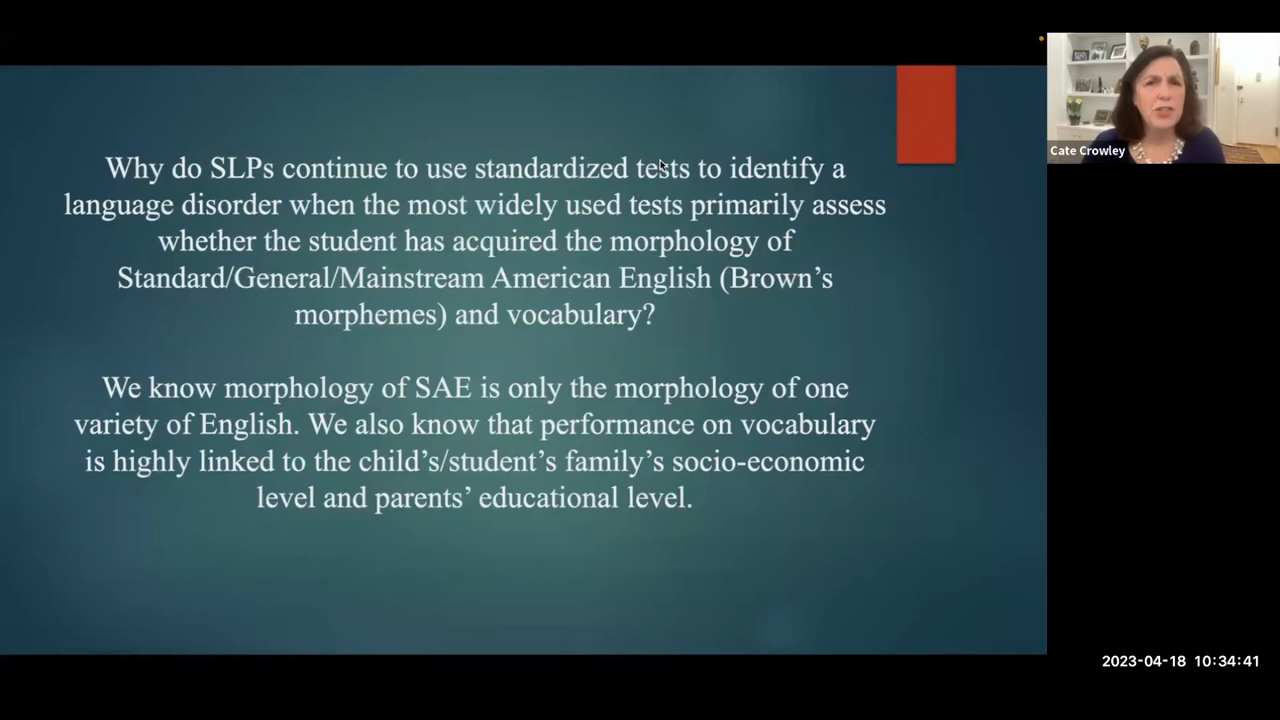 Why do SLPs continue to use standardized tests to identify a
language disorder when the most widely used tests primarily assess
whether the student has acquired the morphology of
Standard/General/Mainstream American English (Brown’s
morphemes) and vocabulary?
We know morphology of SAE is only the morphology of one
variety of English. We also know that performance on vocabulary
is highly linked to the child’s/student’s family’s socio-economic
level and parents’ educational level.
Cate Crowley
2023-04-18 10:34:41